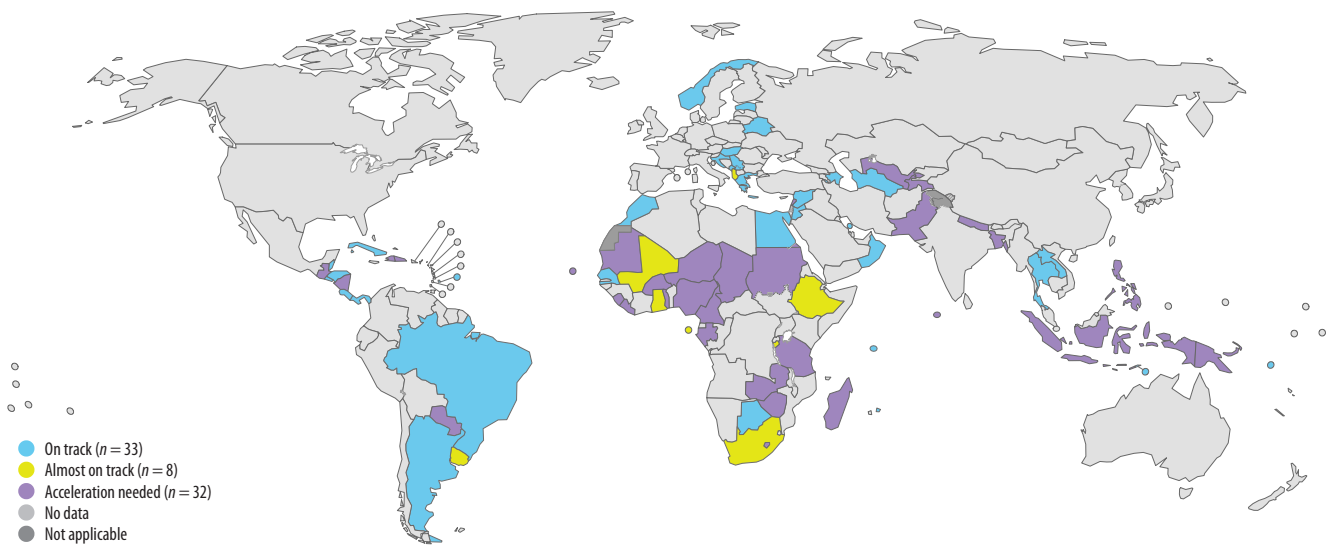 On track (n = 33)
Almost on track (n = 8)
Acceleration needed (n = 32)
No data
Not applicable